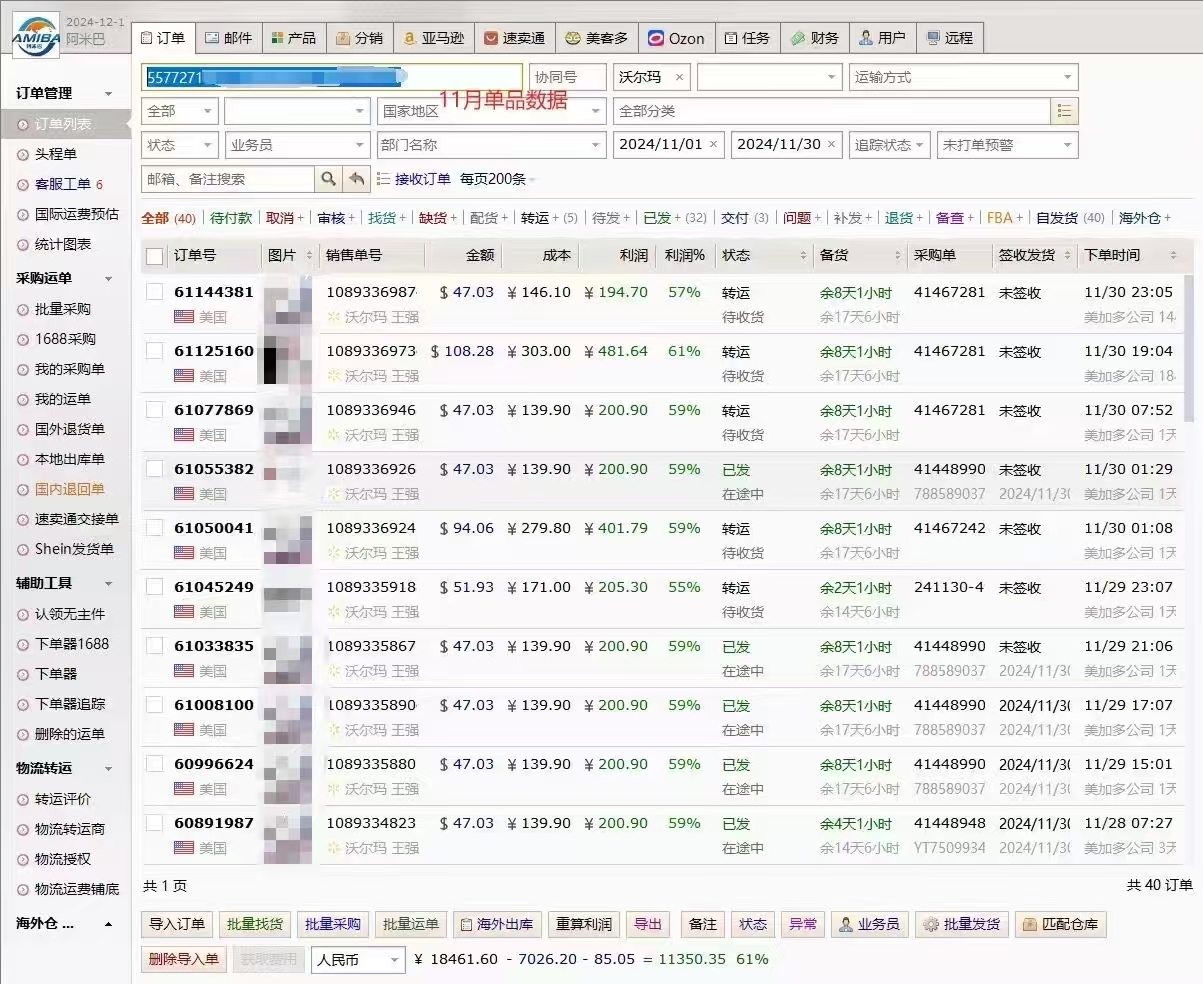 2024-12-1
AMIBA 阿米巴
订单 邮件 产品 分销 亚马逊 速卖通 美客多 Ozon 任务 财务 用户 远程
5577271 协同号 沃尔玛 × 运输方式
全部 国家地区 全部分类
11月单品数据
状态 业务员 部门名称 2024/11/01 × 2024/11/30 × 追踪状态 未打单预警
邮箱、备注搜索 接收订单 每页200条
全部 (40) 待付款 取消+ 审核+ 找货+ 缺货+ 配货+ 转运+(5) 待发+ 已发+(32) 交付(3) 问题+ 补发+ 退货+ 备查+ FBA+ 自发货(40) 海外仓+
订单管理
订单列表
头程单
客服工单 6
国际运费预估
统计图表
采购运单
批量采购
1688采购
我的采购单
我的运单
国外退货单
本地出库单
国内退回单
速卖通交接单
Shein发货单
辅助工具
认领无主件
下单器1688
下单器
下单器追踪
删除的运单
物流转运
转运评价
物流转运商
物流授权
物流运费铺底
海外仓 ...
订单号 图片 销售单号 金额 成本 利润 利润% 状态 备货 采购单 签收发货 下单时间
61144381 1089336987 $ 47.03 ¥ 146.10 ¥ 194.70 57% 转运 余8天1小时 41467281 未签收 11/30 23:05
美国 沃尔玛 王强 待收货 余17天6小时 美加多公司 14
61125160 1089336973 $ 108.28 ¥ 303.00 ¥ 481.64 61% 转运 余8天1小时 41467281 未签收 11/30 19:04
美国 沃尔玛 王强 待收货 余17天6小时 美加多公司 18
61077869 1089336946 $ 47.03 ¥ 139.90 ¥ 200.90 59% 转运 余8天1小时 41467281 未签收 11/30 07:52
美国 沃尔玛 王强 待收货 余17天6小时 美加多公司 1天
61055382 1089336926 $ 47.03 ¥ 139.90 ¥ 200.90 59% 已发 余8天1小时 41448990 未签收 11/30 01:29
美国 沃尔玛 王强 在途中 余17天6小时 788589037 2024/11/30 美加多公司 1天
61050041 1089336924 $ 94.06 ¥ 279.80 ¥ 401.79 59% 转运 余8天1小时 41467242 未签收 11/30 01:08
美国 沃尔玛 王强 待收货 余17天6小时 美加多公司 1天
61045249 1089335918 $ 51.93 ¥ 171.00 ¥ 205.30 55% 转运 余2天1小时 241130-4 未签收 11/29 23:07
美国 沃尔玛 王强 待收货 余14天6小时 美加多公司 1天
61033835 1089335867 $ 47.03 ¥ 139.90 ¥ 200.90 59% 已发 余8天1小时 41448990 未签收 11/29 21:06
美国 沃尔玛 王强 在途中 余17天6小时 788589037 2024/11/30 美加多公司 1天
61008100 1089335890 $ 47.03 ¥ 139.90 ¥ 200.90 59% 已发 余8天1小时 41448990 2024/11/30 11/29 17:07
美国 沃尔玛 王强 在途中 余17天6小时 788589037 2024/11/30 美加多公司 1天
60996624 1089335880 $ 47.03 ¥ 139.90 ¥ 200.90 59% 已发 余8天1小时 41448990 2024/11/30 11/29 15:01
美国 沃尔玛 王强 在途中 余17天6小时 788589037 2024/11/30 美加多公司 1天
60891987 1089334823 $ 47.03 ¥ 139.90 ¥ 200.90 59% 已发 余4天1小时 41448948 2024/11/30 11/28 07:27
美国 沃尔玛 王强 在途中 余14天6小时 YT7509934 2024/11/30 美加多公司 3天
共 1 页 共 40 订单
导入订单 批量找货 批量采购 批量运单 海外出库 重算利润 导出 备注 状态 异常 业务员 批量发货 匹配仓库
删除导入单 获取费用 人民币 ¥ 18461.60 - 7026.20 - 85.05 = 11350.35 61%